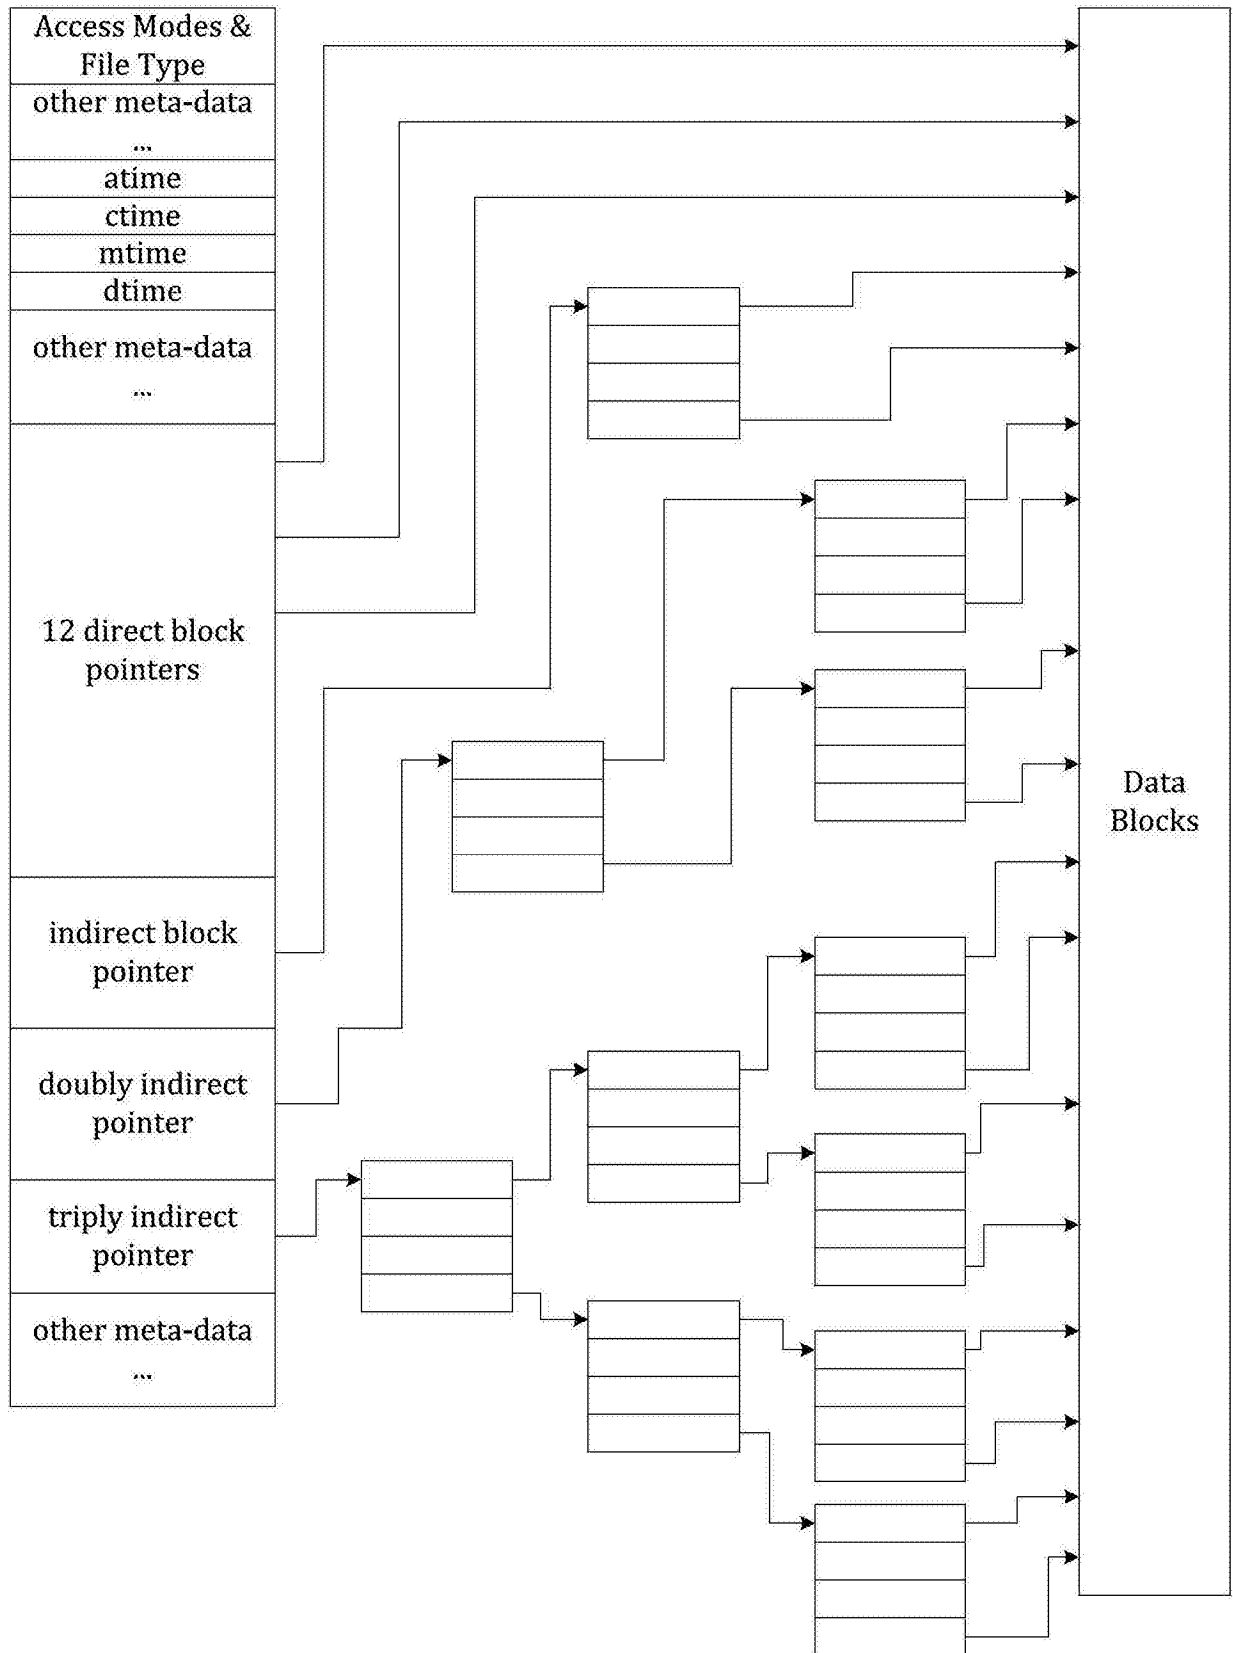 Access Modes &
File Type
other meta-data
...
atime
ctime
mtime
dtime
other meta-data
...
12 direct block
pointers
indirect block
pointer
doubly indirect
pointer
triply indirect
pointer
other meta-data
...
Data
Blocks